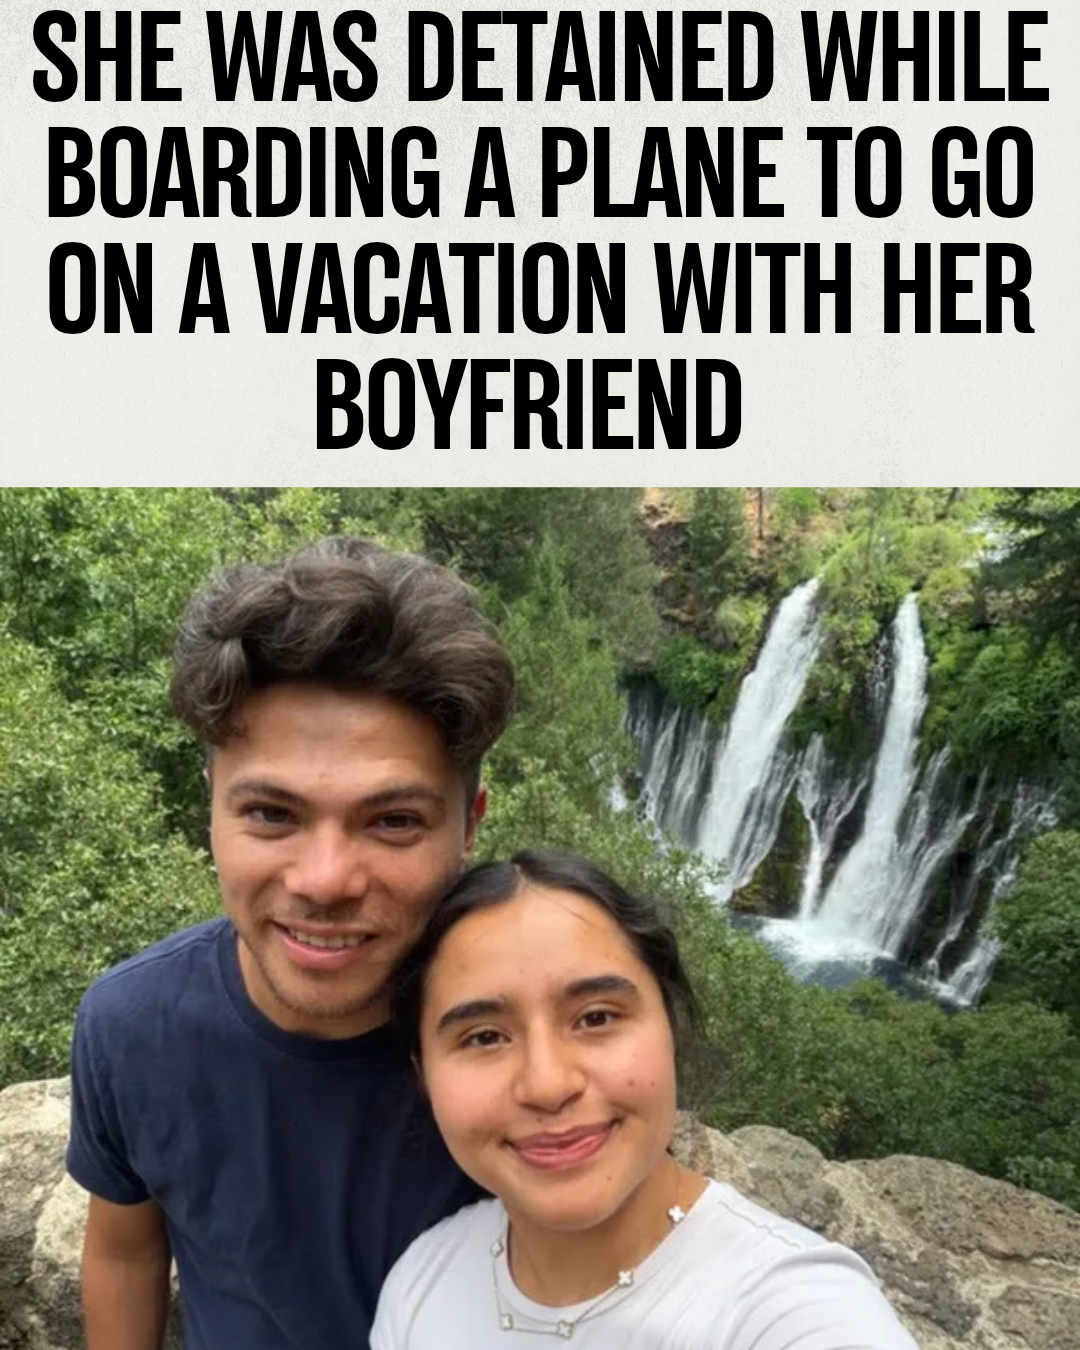 SHE WAS DETAINED WHILE
BOARDING A PLANE TO GO
ON A VACATION WITH HER
BOYFRIEND